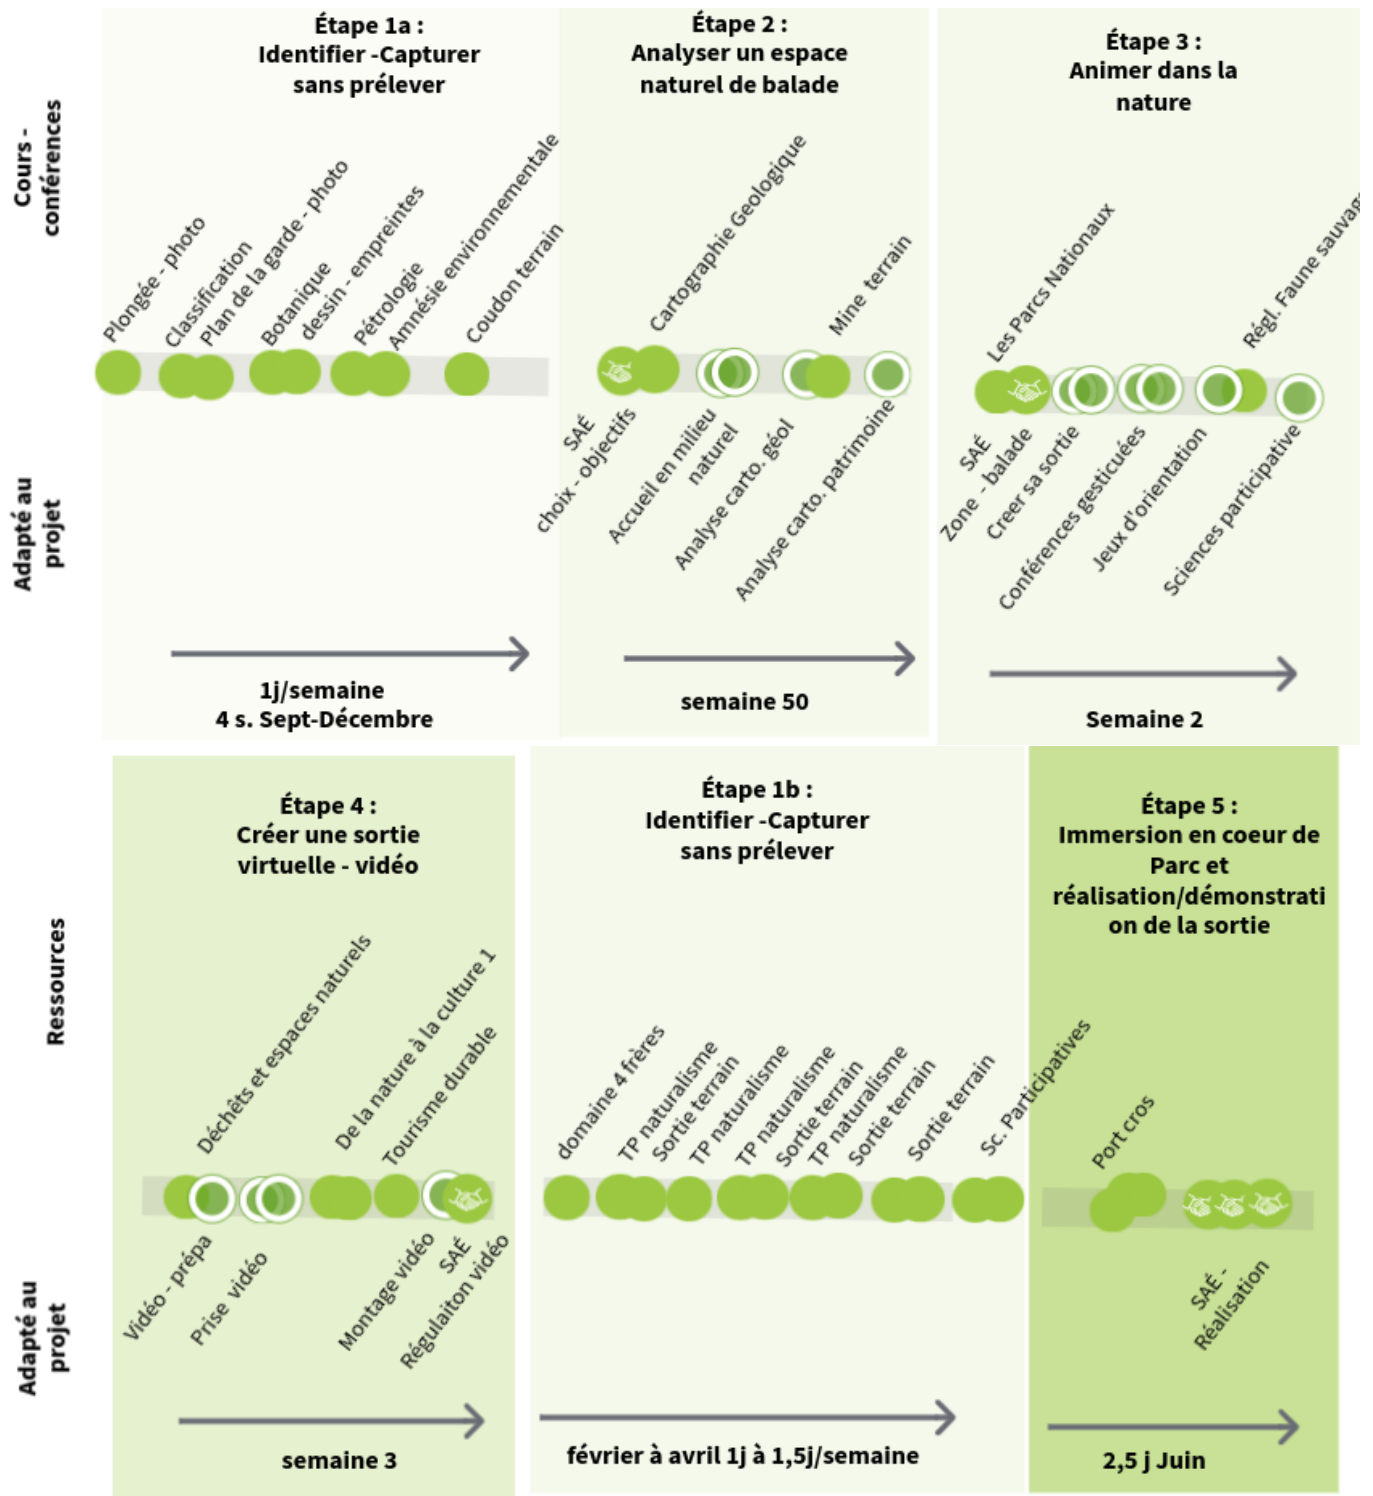 Étape 1a :
Identifier -Capturer
sans prélever
Étape 2 :
Analyser un espace
naturel de balade
Étape 3 :
Animer dans la
nature
Cours -
conférences
Plongée - photo
Classification
Plan de la garde - photo
Botanique
dessin - empreintes
Pétrologie
Amnésie environnementale
Coudon terrain
Cartographie Geologique
Mine terrain
Les Parcs Nationaux
Régl. Faune sauvage
Adapté au
projet
SAÉ
choix - objectifs
Accueil en milieu
naturel
Analyse carto. géol
Analyse carto. patrimoine
SAÉ
Zone - balade
Creer sa sortie
Conférences gesticuées
Jeux d'orientation
Sciences participative
1j/semaine
4 s. Sept-Décembre
semaine 50
Semaine 2
Étape 4 :
Créer une sortie
virtuelle - vidéo
Étape 1b :
Identifier -Capturer
sans prélever
Étape 5 :
Immersion en coeur de
Parc et
réalisation/démonstrati
on de la sortie
Ressources
Déchêts et espaces naturels
De la nature à la culture 1
Tourisme durable
domaine 4 frères
TP naturalisme
Sortie terrain
TP naturalisme
TP naturalisme
Sortie terrain
TP naturalisme
Sortie terrain
Sortie terrain
Sc. Participatives
Port cros
Adapté au
projet
Vidéo - prépa
Prise vidéo
Montage vidéo
SAÉ
Régulaiton vidéo
SAÉ -
Réalisation
semaine 3
février à avril 1j à 1,5j/semaine
2,5 j Juin